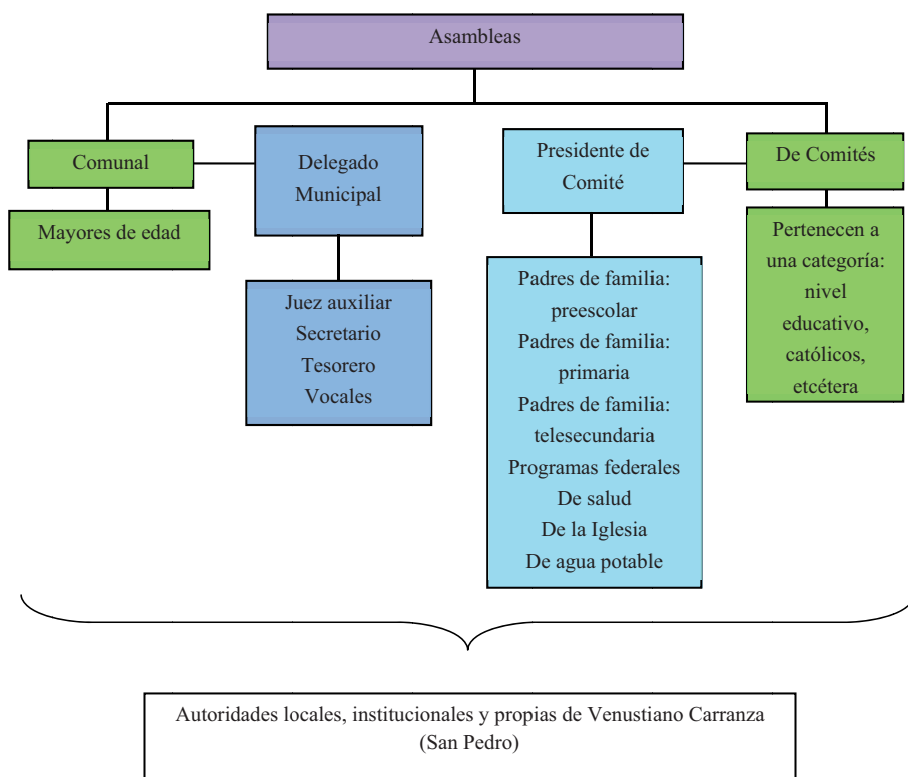 Asambleas
Comunal
Mayores de edad
Delegado
Municipal
Juez auxiliar
Secretario
Tesorero
Vocales
Presidente de
Comité
Padres de familia:
preescolar
Padres de familia:
primaria
Padres de familia:
telesecundaria
Programas federales
De salud
De la Iglesia
De agua potable
De Comités
Pertenecen a
una categoría:
nivel
educativo,
católicos,
etcétera
Autoridades locales, institucionales y propias de Venustiano Carranza
(San Pedro)